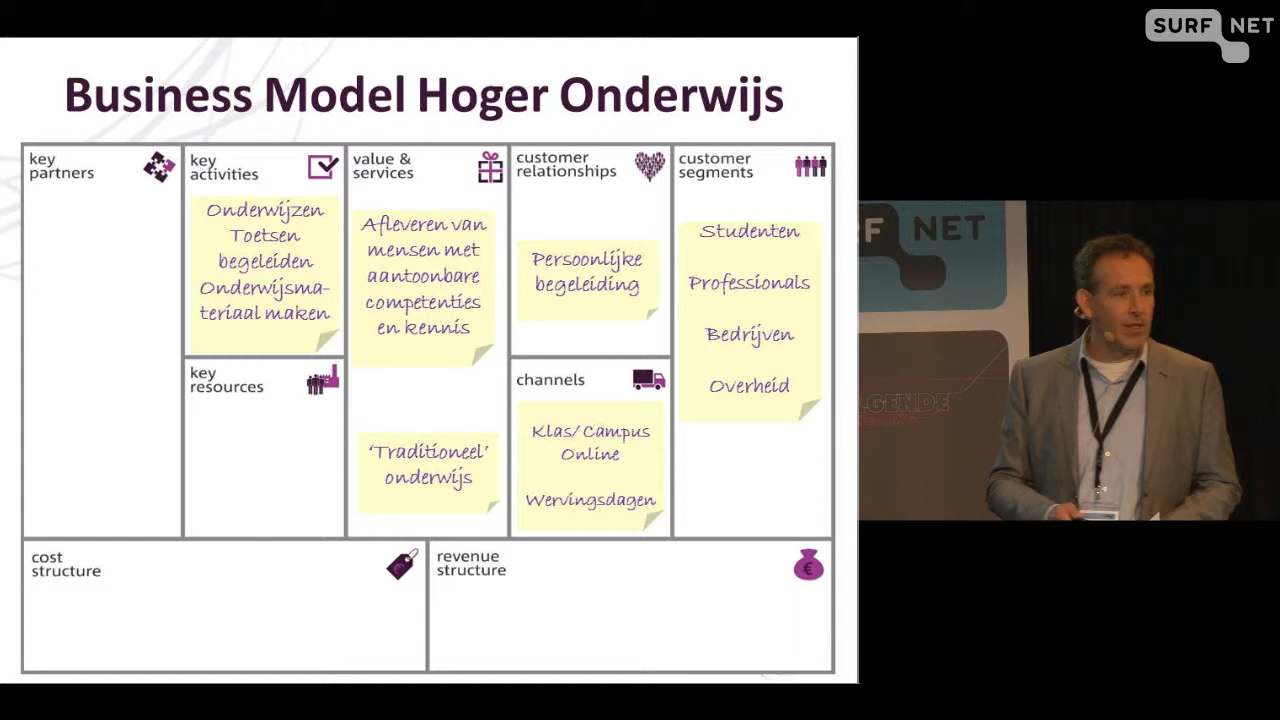 SURF NET
Business Model Hoger Onderwijs
key
partners
key
activities
Onderwijzen
Toetsen
begeleiden
Onderwijsma-
teriaal maken
key
resources
value &
services
Afleveren van
mensen met
aantoonbare
competenties
en kennis
'Traditioneel'
onderwijs
customer
relationships
Persoonlijke
begeleiding
channels
Klas/ Campus
Online
Wervingsdagen
customer
segments
Studenten
Professionals
Bedrijven
Overheid
cost
structure
revenue
structure
€
F NET
LGENDE